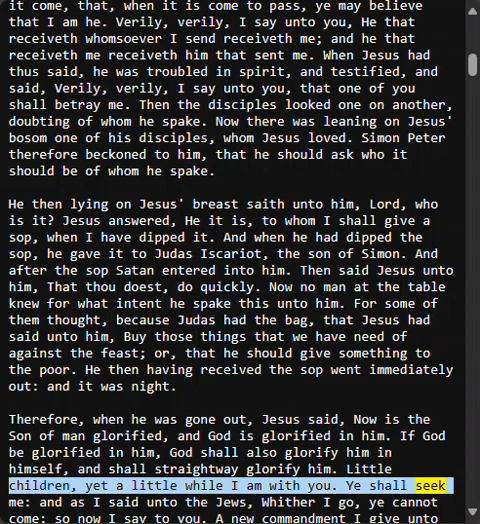 it come, that, when it is come to pass, ye may believe
that I am he. Verily, verily, I say unto you, He that
receiveth whomsoever I send receiveth me; and he that
receiveth me receiveth him that sent me. When Jesus had
thus said, he was troubled in spirit, and testified, and
said, Verily, verily, I say unto you, that one of you
shall betray me. Then the disciples looked one on another,
doubting of whom he spake. Now there was leaning on Jesus'
bosom one of his disciples, whom Jesus loved. Simon Peter
therefore beckoned to him, that he should ask who it
should be of whom he spake.

He then lying on Jesus' breast saith unto him, Lord, who
is it? Jesus answered, He it is, to whom I shall give a
sop, when I have dipped it. And when he had dipped the
sop, he gave it to Judas Iscariot, the son of Simon. And
after the sop Satan entered into him. Then said Jesus unto
him, That thou doest, do quickly. Now no man at the table
knew for what intent he spake this unto him. For some of
them thought, because Judas had the bag, that Jesus had
said unto him, Buy those things that we have need of
against the feast; or, that he should give something to
the poor. He then having received the sop went immediately
out: and it was night.

Therefore, when he was gone out, Jesus said, Now is the
Son of man glorified, and God is glorified in him. If God
be glorified in him, God shall also glorify him in
himself, and shall straightway glorify him. Little
children, yet a little while I am with you. Ye shall seek
me: and as I said unto the Jews, Whither I go, ye cannot
come; so now I say to you. A new commandment I give unto